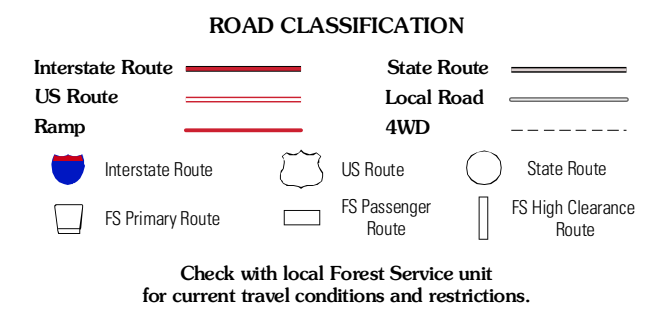 ROAD CLASSIFICATION
Interstate Route
State Route
US Route
Local Road
Ramp
4WD
Interstate Route
US Route
State Route
FS Primary Route
FS Passenger
Route
FS High Clearance
Route
Check with local Forest Service unit
for current travel conditions and restrictions.